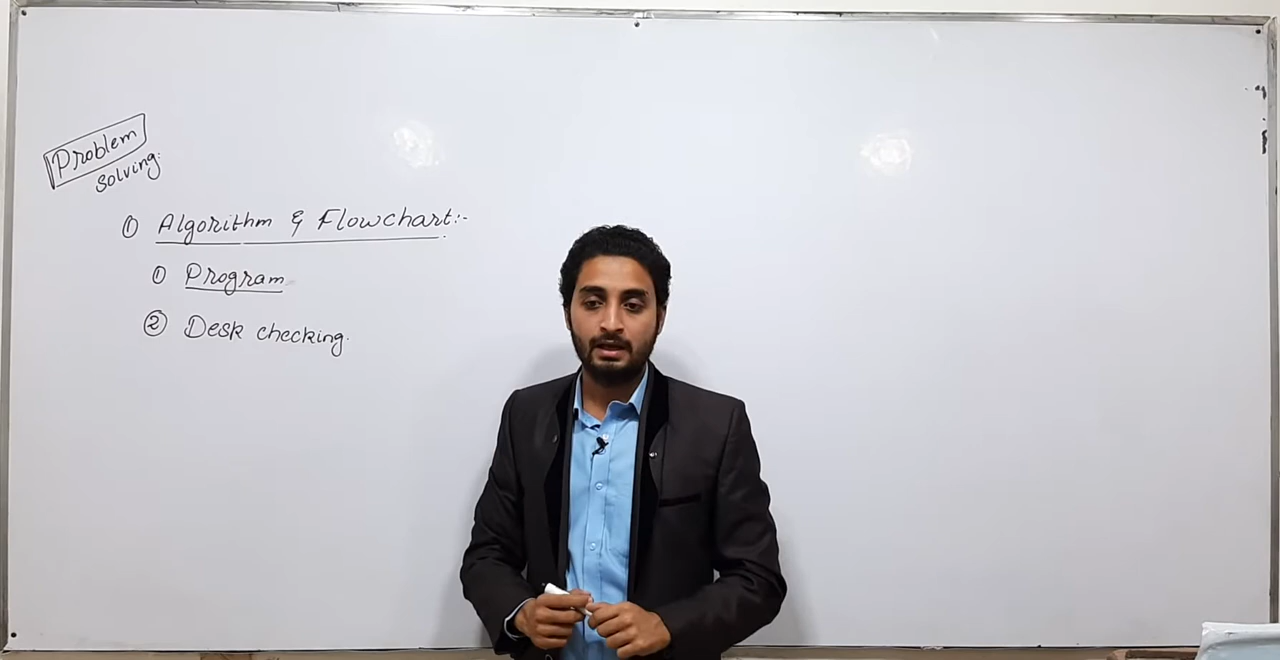 Problem
solving.
① Algorithm & Flowchart:-
① Program
② Desk checking.